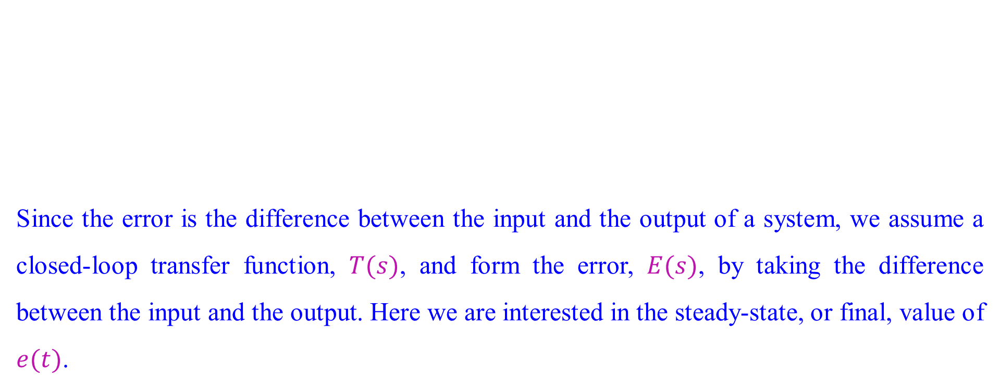 Since the error is the difference between the input and the output of a system, we assume a
closed-loop transfer function, T(s), and form the error, E(s), by taking the difference
between the input and the output. Here we are interested in the steady-state, or final, value of
e(t).